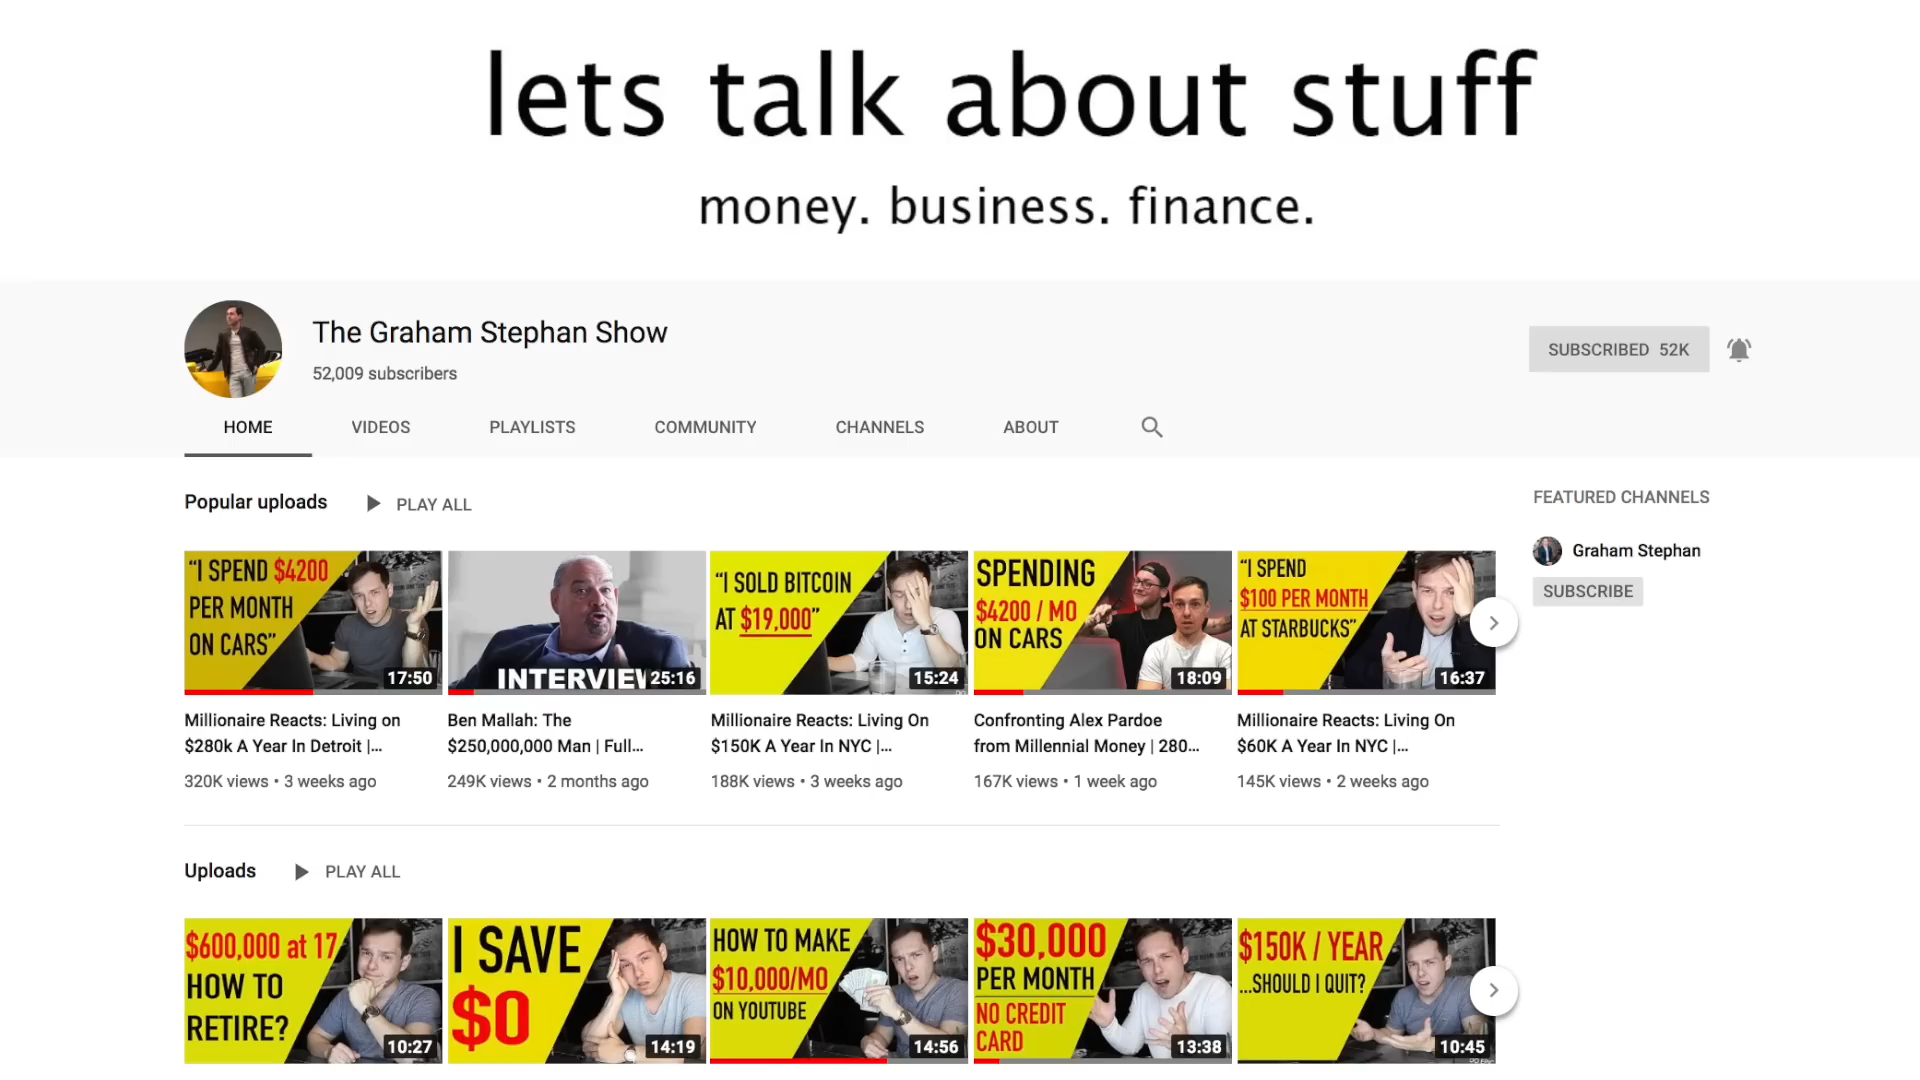 lets talk about stuff
money. business. finance.
The Graham Stephan Show
52,009 subscribers
SUBSCRIBED 52K
HOME VIDEOS PLAYLISTS COMMUNITY CHANNELS ABOUT
Popular uploads PLAY ALL
FEATURED CHANNELS
Graham Stephan
SUBSCRIBE
"I SPEND $4200
PER MONTH
ON CARS"
17:50
Millionaire Reacts: Living on
$280k A Year In Detroit |...
320K views • 3 weeks ago
INTERVIEW
25:16
Ben Mallah: The
$250,000,000 Man | Full...
249K views • 2 months ago
"I SOLD BITCOIN
AT $19,000"
15:24
Millionaire Reacts: Living On
$150K A Year In NYC |...
188K views • 3 weeks ago
SPENDING
$4200 / MO
ON CARS
18:09
Confronting Alex Pardoe
from Millennial Money | 280...
167K views • 1 week ago
"I SPEND
$100 PER MONTH
AT STARBUCKS"
16:37
Millionaire Reacts: Living On
$60K A Year In NYC |...
145K views • 2 weeks ago
Uploads PLAY ALL
$600,000 at 17
HOW TO
RETIRE?
10:27
I SAVE
$0
14:19
HOW TO MAKE
$10,000/MO
ON YOUTUBE
14:56
$30,000
PER MONTH
NO CREDIT
CARD
13:38
$150K / YEAR
...SHOULD I QUIT?
10:45